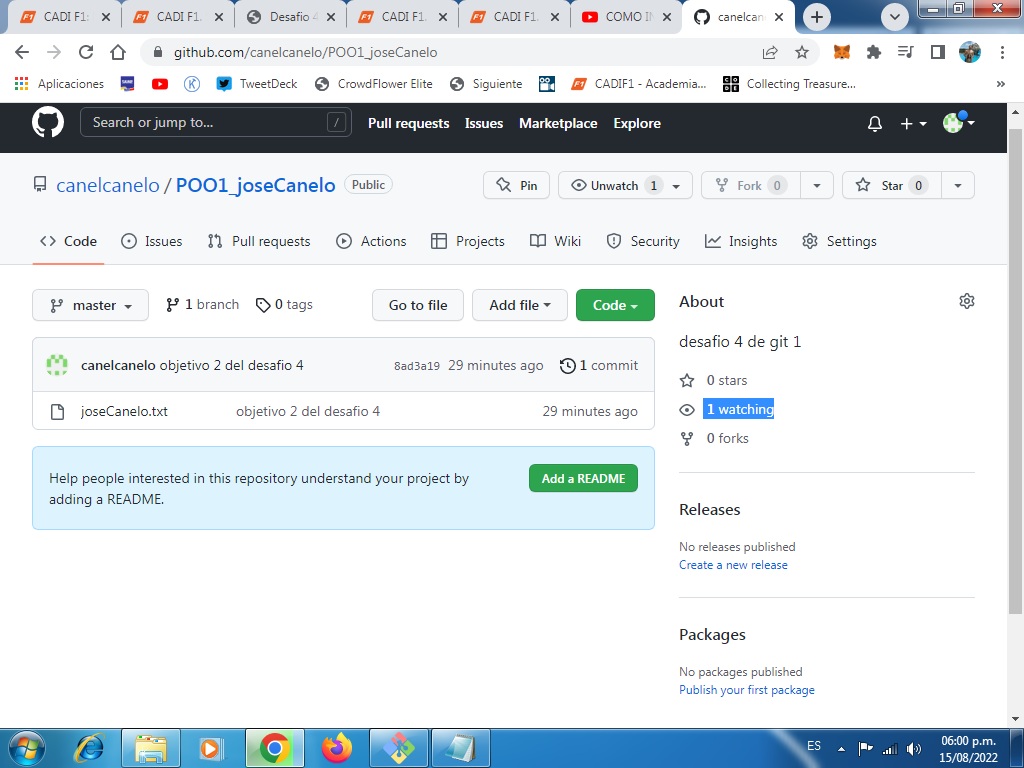 CADI F1:
CADI F1.
Desafio 4
CADI F1.
CADI F1.
COMO IN
canelcan
github.com/canelcanelo/POO1_joseCanelo
Aplicaciones
TweetDeck
CrowdFlower Elite
Siguiente
CADIF1 - Academia...
Collecting Treasure...
»
Search or jump to...
/
Pull requests
Issues
Marketplace
Explore
canelcanelo / POO1_joseCanelo
Public
Pin
Unwatch 1
Fork 0
Star 0
Code
Issues
Pull requests
Actions
Projects
Wiki
Security
Insights
Settings
master
1 branch
0 tags
Go to file
Add file
Code
canelcanelo objetivo 2 del desafio 4
8ad3a19 29 minutes ago
1 commit
joseCanelo.txt
objetivo 2 del desafio 4
29 minutes ago
Help people interested in this repository understand your project by
adding a README.
Add a README
About
desafio 4 de git 1
0 stars
1 watching
0 forks
Releases
No releases published
Create a new release
Packages
No packages published
Publish your first package
ES
06:00 p.m.
15/08/2022